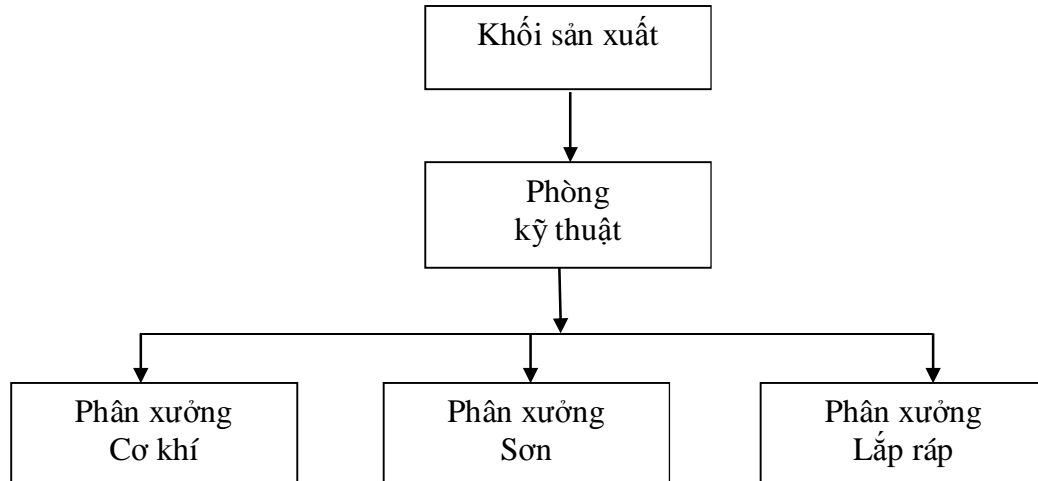 Khối sản xuất
Phòng
kỹ thuật
Phân xưởng
Cơ khí
Phân xưởng
Sơn
Phân xưởng
Lắp ráp